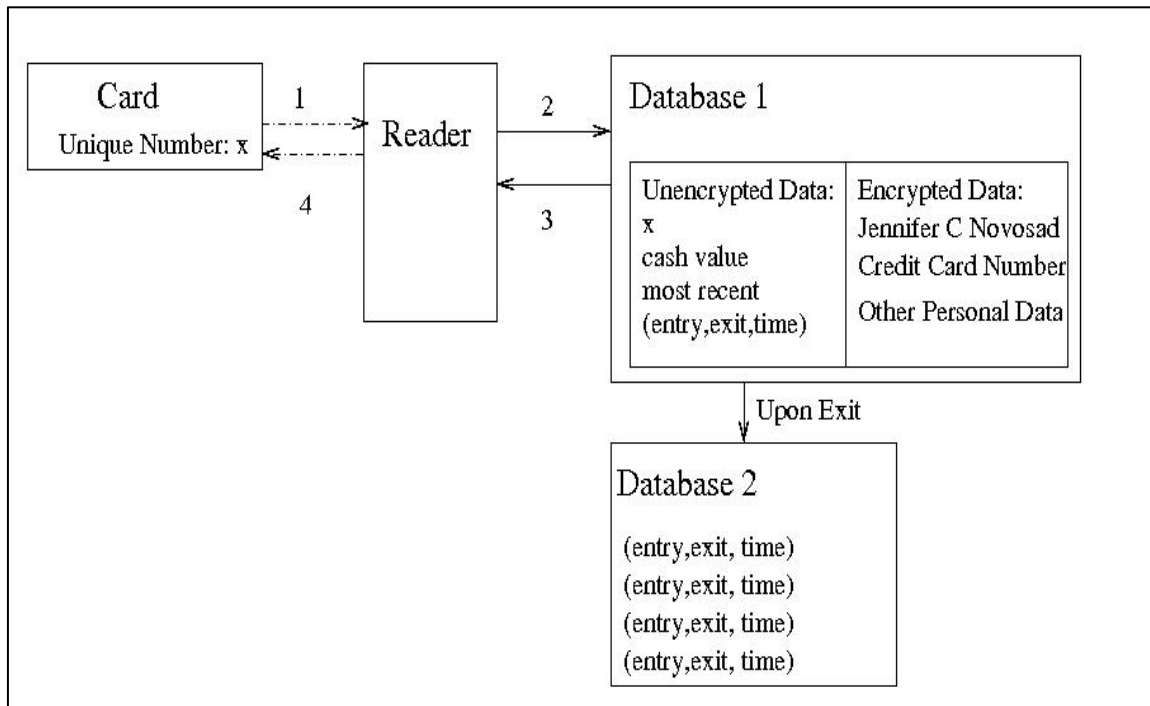 Card
Unique Number: x
1
4
Reader
2
3
Database 1
Unencrypted Data:
x
cash value
most recent
(entry,exit,time)
Encrypted Data:
Jennifer C Novosad
Credit Card Number
Other Personal Data
Upon Exit
Database 2
(entry,exit, time)
(entry,exit, time)
(entry,exit, time)
(entry,exit, time)